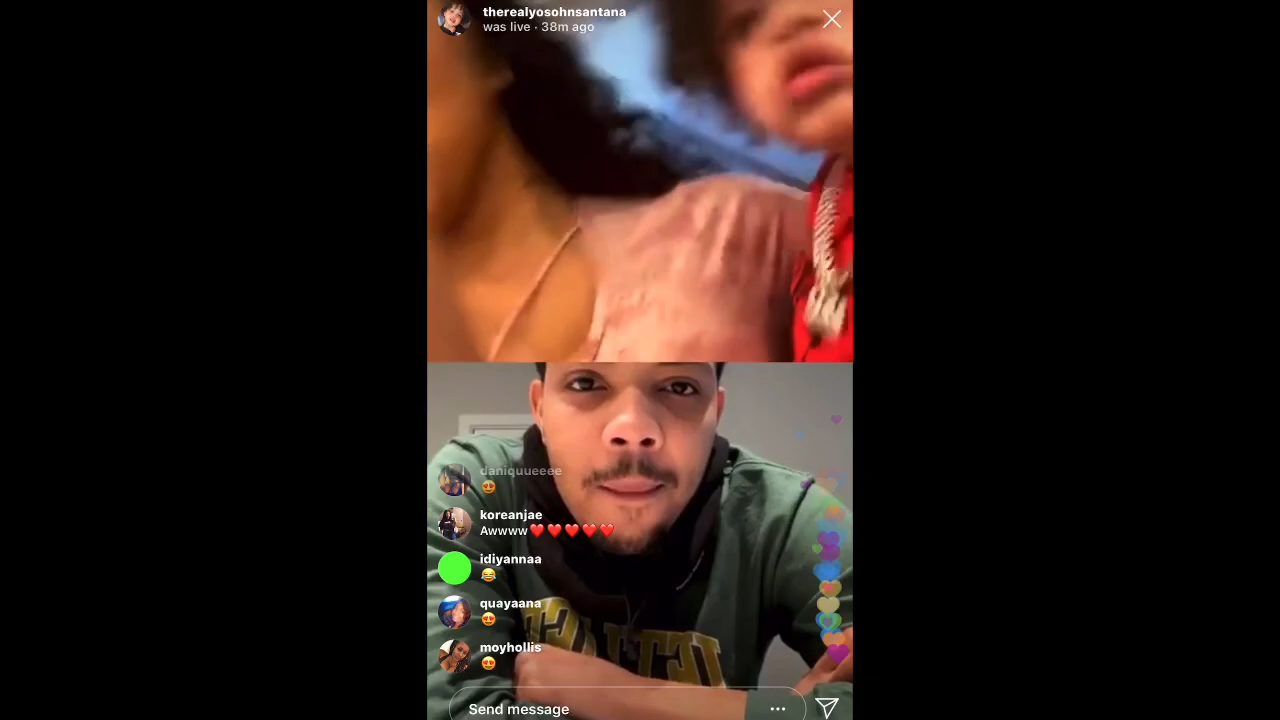 therealyosohnsantana
was live · 38m ago
daniquueeee
😍
koreanjae
Awwww❤️❤️❤️❤️❤️
idiyannaa
😂
quayaana
😍
moyhollis
😍
Send message